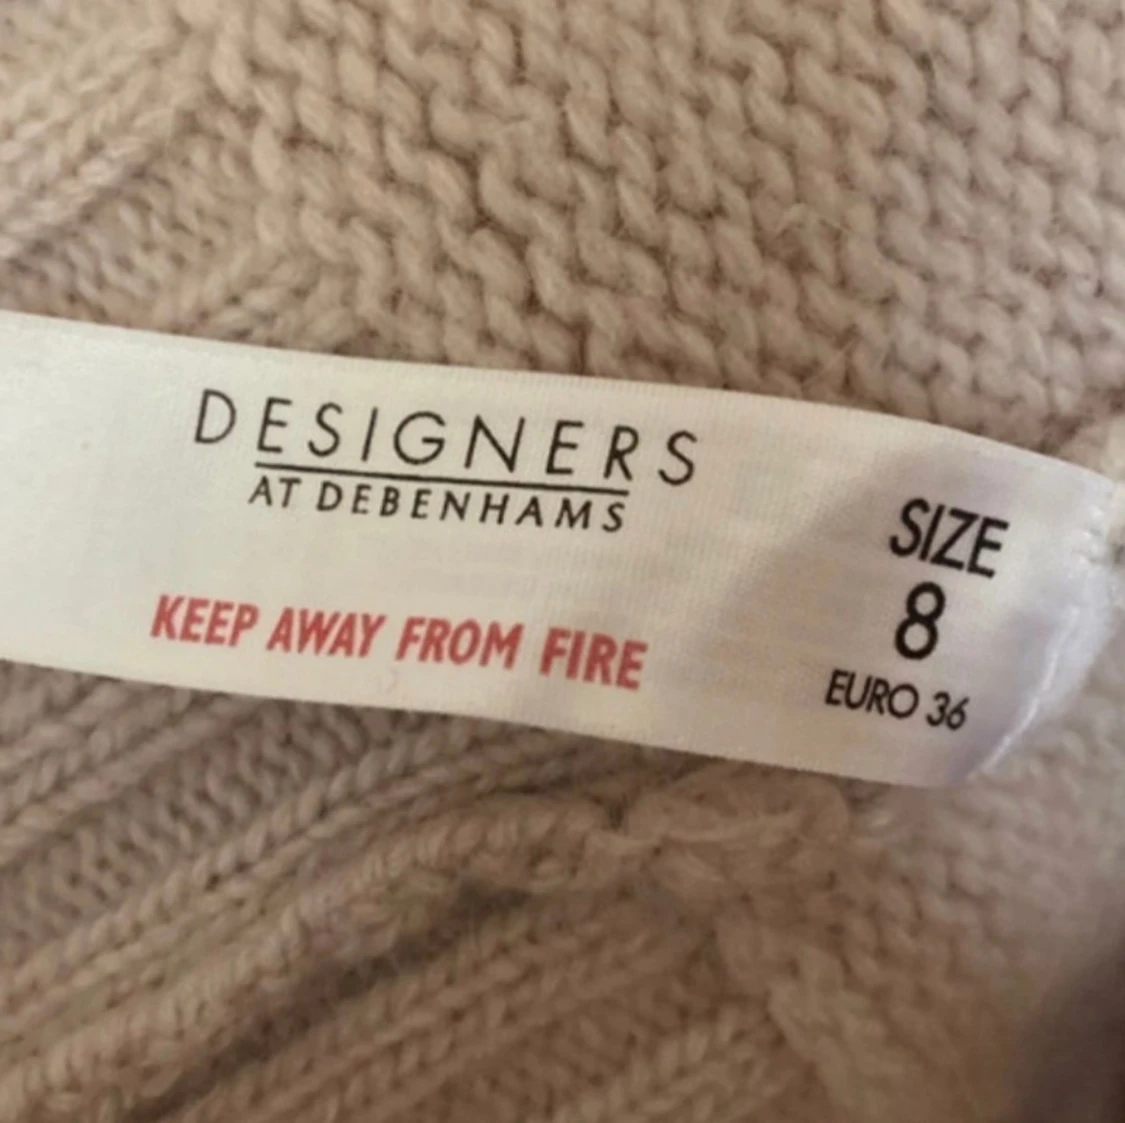 DESIGNERS
AT DEBENHAMS
KEEP AWAY FROM FIRE
SIZE
8
EURO 36